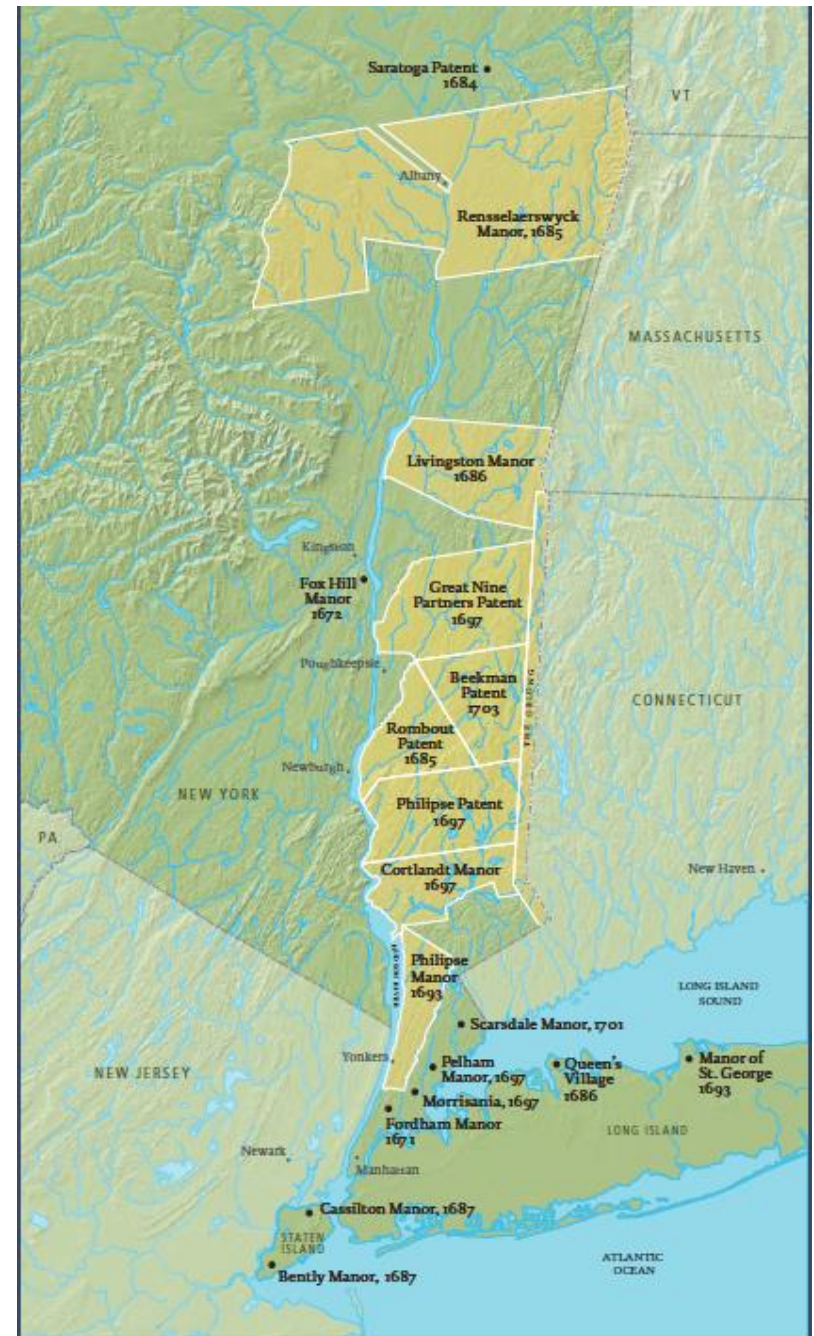 Saratoga Patent
1684
VT
Albany
Rensselaerswyck
Manor, 1685
MASSACHUSETTS
Livingston Manor
1686
Kingston
Fox Hill
Manor
1672
Great Nine
Partners Patent
1697
Poughkeepsie
Beekman
Patent
1703
THE OBLONG
CONNECTICUT
Rombout
Patent
1685
Newburgh
NEW YORK
Philipse Patent
1697
PA
Cortlandt Manor
1697
New Haven
HUDSON RIVER
Philipse
Manor
1693
LONG ISLAND
SOUND
Scarsdale Manor, 1701
Yonkers
NEW JERSEY
Pelham
Manor, 1697
Queen's
Village
1686
Manor of
St. George
1693
Morrisania, 1697
Fordham Manor
1671
LONG ISLAND
Newark
Manhattan
Cassilton Manor, 1687
STATEN
ISLAND
ATLANTIC
OCEAN
Bently Manor, 1687